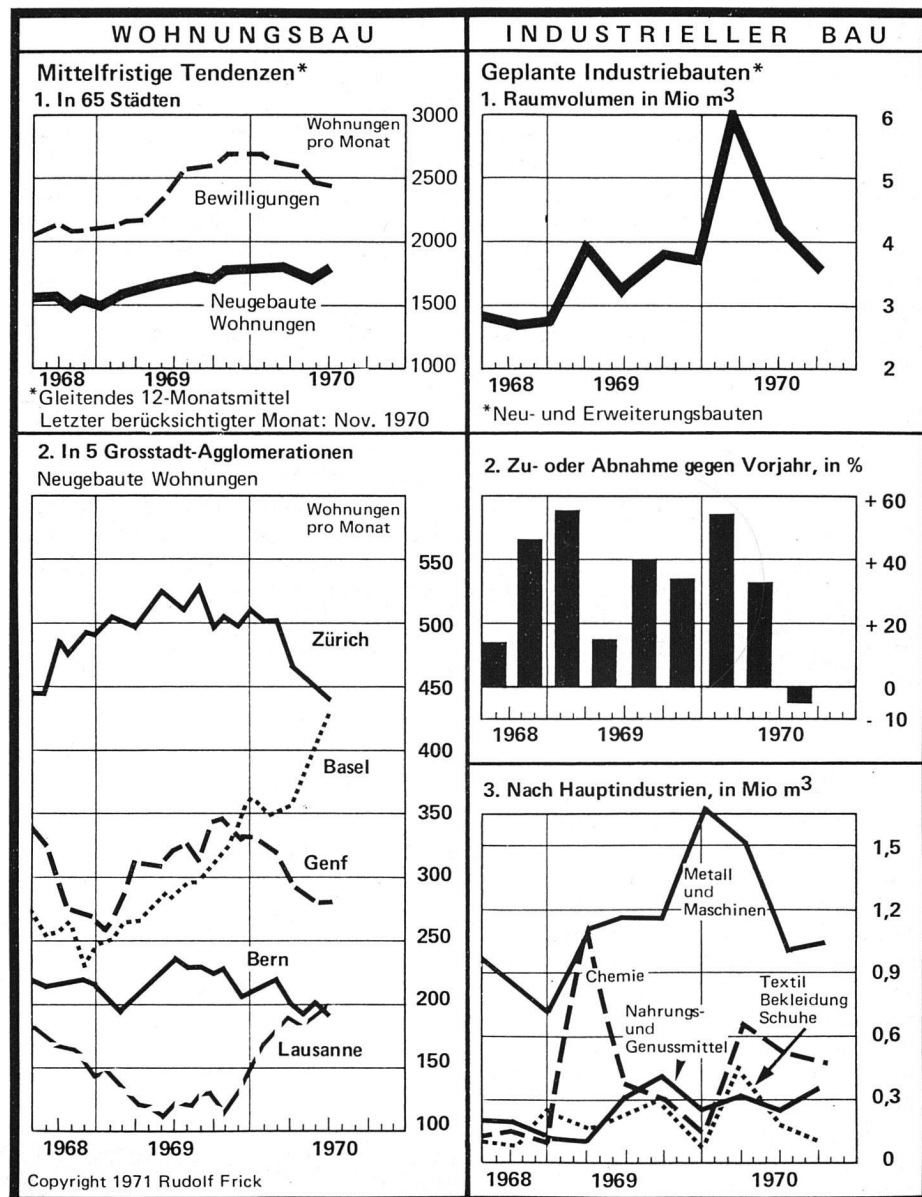 WOHNUNGSBAU
Mittelfristige Tendenzen*
1. In 65 Städten
Wohnungen
pro Monat
3000
2500
2000
1500
1000
Bewilligungen
Neugebaute
Wohnungen
1968
1969
1970
*Gleitendes 12-Monatsmittel
Letzter berücksichtigter Monat: Nov. 1970
2. In 5 Grosstadt-Agglomerationen
Neugebaute Wohnungen
Wohnungen
pro Monat
550
500
450
400
350
300
250
200
150
100
Zürich
Basel
Genf
Bern
Lausanne
1968
1969
1970
Copyright 1971 Rudolf Frick
INDUSTRIELLER BAU
Geplante Industriebauten*
1. Raumvolumen in Mio m³
6
5
4
3
2
1968
1969
1970
*Neu- und Erweiterungsbauten
2. Zu- oder Abnahme gegen Vorjahr, in %
+ 60
+ 40
+ 20
0
- 10
1968
1969
1970
3. Nach Hauptindustrien, in Mio m³
1,5
1,2
0,9
0,6
0,3
0
Metall
und
Maschinen
Chemie
Nahrungs-
und
Genussmittel
Textil
Bekleidung
Schuhe
1968
1969
1970